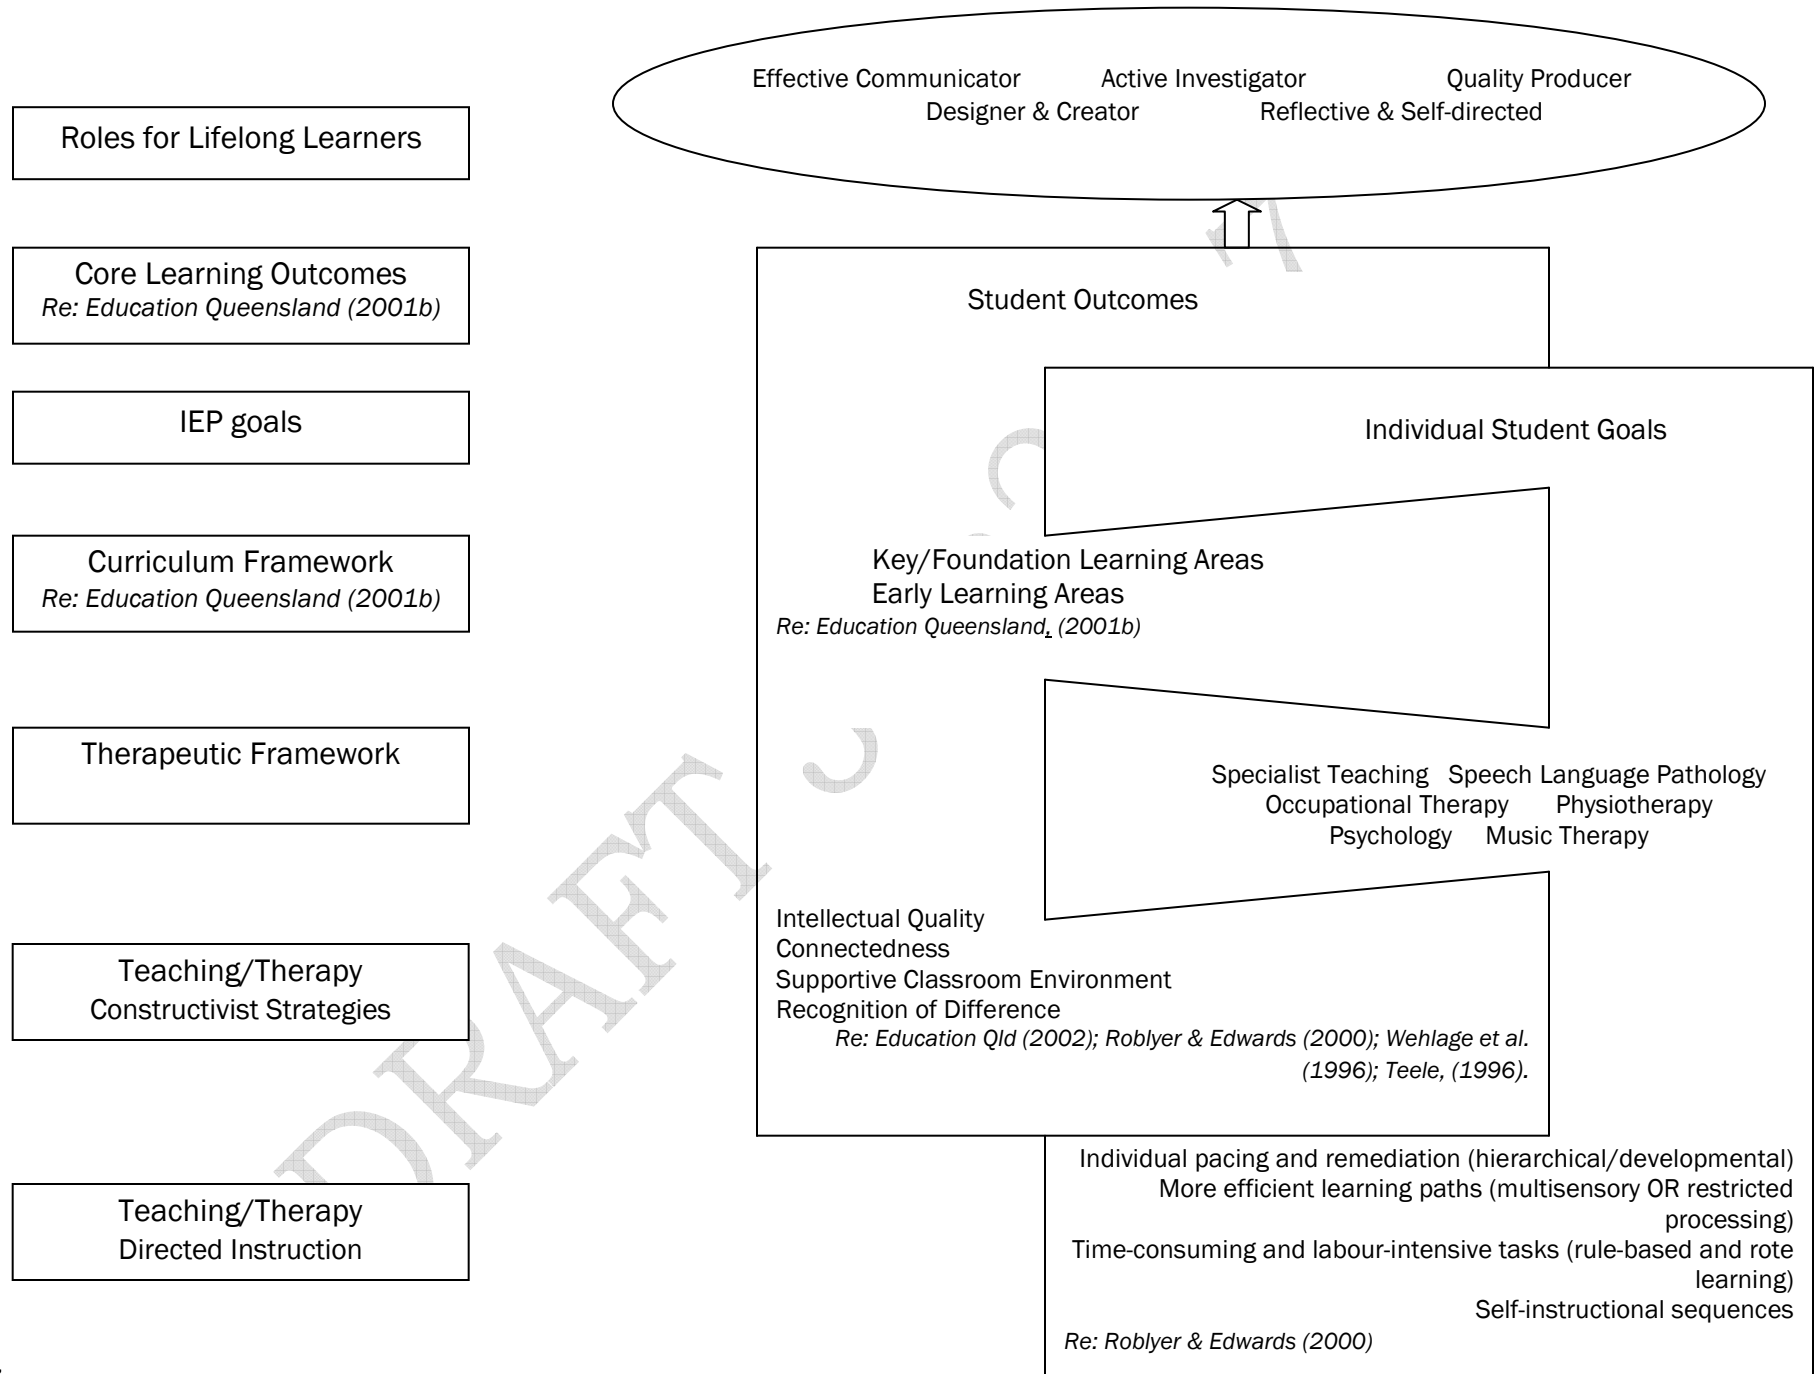 Effective Communicator Active Investigator Quality Producer
Designer & Creator Reflective & Self-directed
Roles for Lifelong Learners
Core Learning Outcomes
Re: Education Queensland (2001b)
Student Outcomes
IEP goals
Individual Student Goals
Curriculum Framework
Re: Education Queensland (2001b)
Key/Foundation Learning Areas
Early Learning Areas
Re: Education Queensland, (2001b)
Therapeutic Framework
Specialist Teaching Speech Language Pathology
Occupational Therapy Physiotherapy
Psychology Music Therapy
Teaching/Therapy
Constructivist Strategies
Intellectual Quality
Connectedness
Supportive Classroom Environment
Recognition of Difference
Re: Education Qld (2002); Roblyer & Edwards (2000); Wehlage et al.
(1996); Teele, (1996).
Teaching/Therapy
Directed Instruction
Individual pacing and remediation (hierarchical/developmental)
More efficient learning paths (multisensory OR restricted
processing)
Time-consuming and labour-intensive tasks (rule-based and rote
learning)
Self-instructional sequences
Re: Roblyer & Edwards (2000)
DRAFT